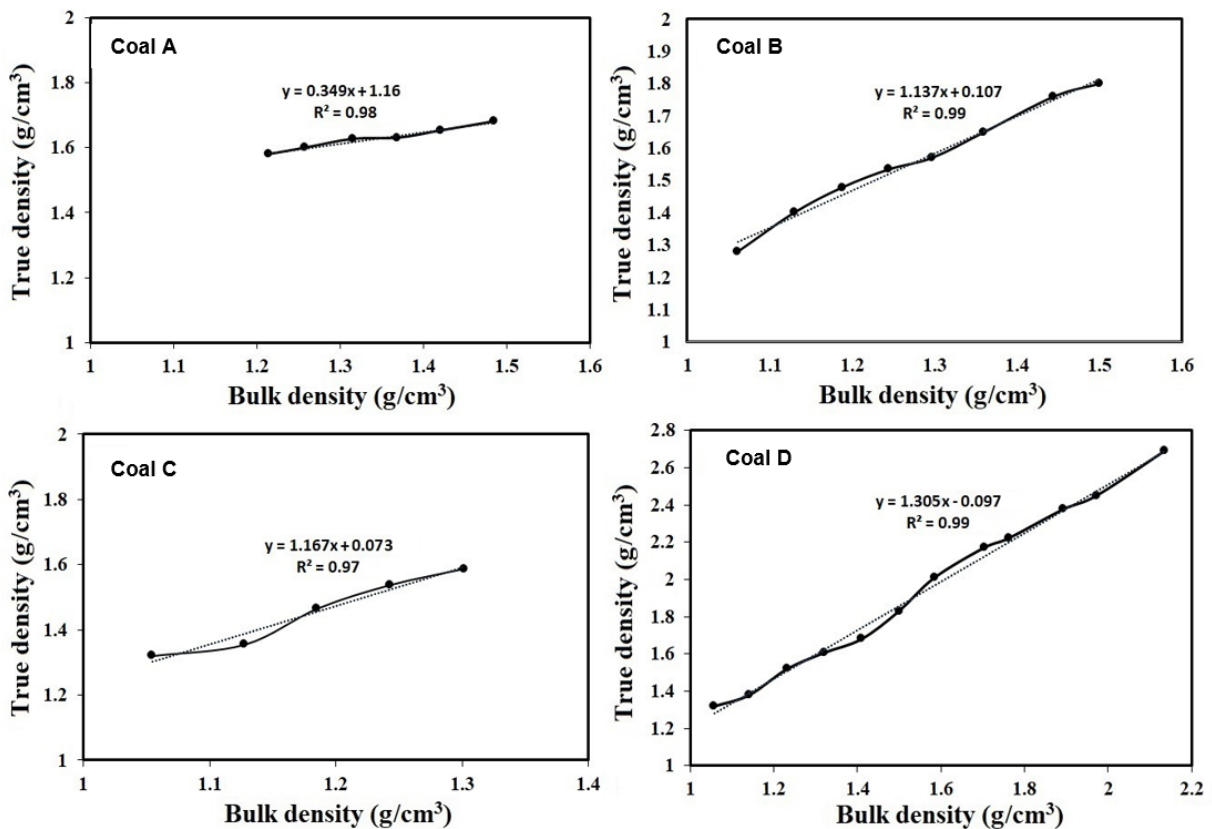 Coal A
y = 0.349x + 1.16
R² = 0.98
True density (g/cm³)
2
1.8
1.6
1.4
1.2
1
1 1.1 1.2 1.3 1.4 1.5 1.6
Bulk density (g/cm³)
Coal B
y = 1.137x + 0.107
R² = 0.99
True density (g/cm³)
2
1.9
1.8
1.7
1.6
1.5
1.4
1.3
1.2
1.1
1
1 1.1 1.2 1.3 1.4 1.5 1.6
Bulk density (g/cm³)
Coal C
y = 1.167x + 0.073
R² = 0.97
True density (g/cm³)
2
1.8
1.6
1.4
1.2
1
1 1.1 1.2 1.3 1.4
Bulk density (g/cm³)
Coal D
y = 1.305x - 0.097
R² = 0.99
True density (g/cm³)
2.8
2.6
2.4
2.2
2
1.8
1.6
1.4
1.2
1
1 1.2 1.4 1.6 1.8 2 2.2
Bulk density (g/cm³)